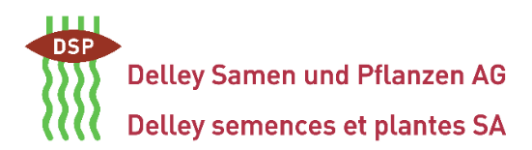 DSP
Delley Samen und Pflanzen AG
Delley semences et plantes SA